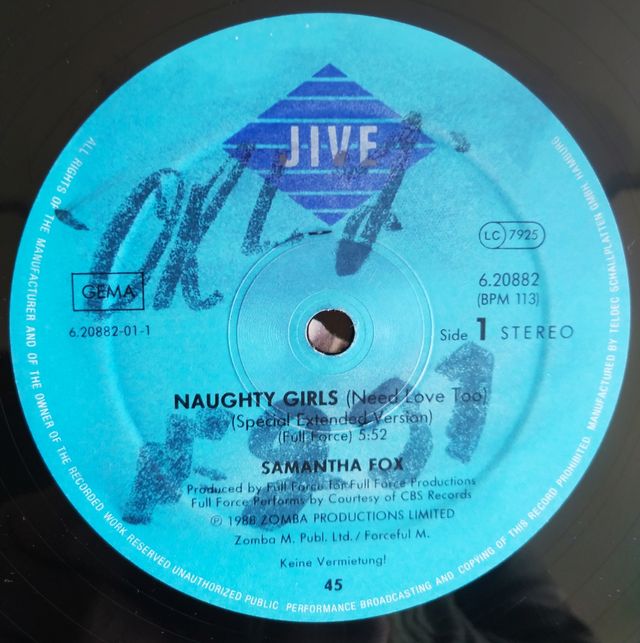 JIVE
LC 7925
GEMA
6.20882
(BPM 113)
6.20882-01-1
Side 1 STEREO
NAUGHTY GIRLS (Need Love Too)
(Special Extended Version)
(Full Force) 5:52
SAMANTHA FOX
Produced by Full Force for Full Force Productions
Full Force Performs by Courtesy of CBS Records
℗ 1988 ZOMBA PRODUCTIONS LIMITED
Zomba M. Publ. Ltd. / Forceful M.
Keine Vermietung!
45
ALL RIGHTS OF THE MANUFACTURER AND OF THE OWNER OF THE RECORDED WORK RESERVED UNAUTHORIZED PUBLIC PERFORMANCE BROADCASTING AND COPYING OF THIS RECORD PROHIBITED MANUFACTURED BY TELDEC SCHALLPLATTEN GMBH HAMBURG